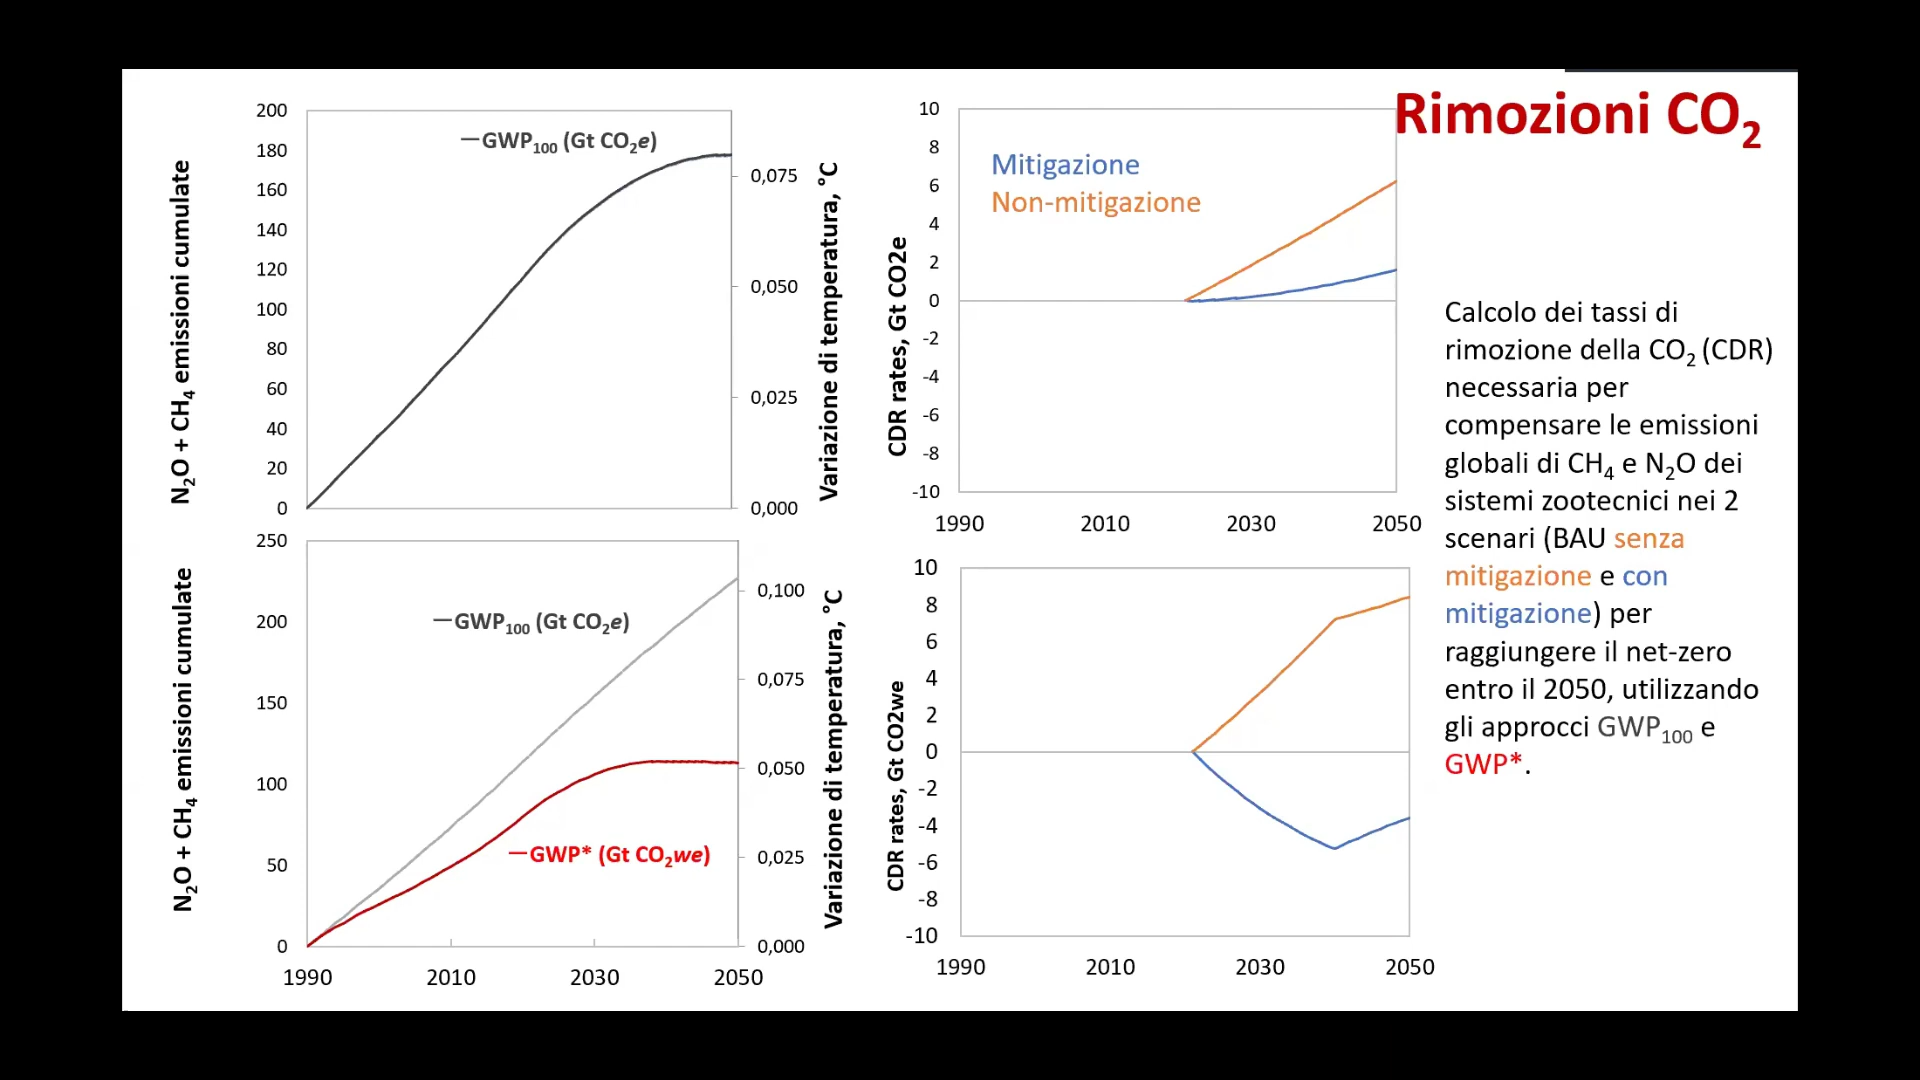 Rimozioni CO2
200
180
160
140
120
100
80
60
40
20
0
N2O + CH4 emissioni cumulate
GWP100 (Gt CO2e)
0,075
0,050
0,025
0,000
Variazione di temperatura, °C
250
200
150
100
50
0
N2O + CH4 emissioni cumulate
GWP100 (Gt CO2e)
GWP* (Gt CO2we)
0,100
0,075
0,050
0,025
0,000
Variazione di temperatura, °C
1990 2010 2030 2050
10
8
6
4
2
0
-2
-4
-6
-8
-10
CDR rates, Gt CO2e
Mitigazione
Non-mitigazione
1990 2010 2030 2050
10
8
6
4
2
0
-2
-4
-6
-8
-10
CDR rates, Gt CO2we
1990 2010 2030 2050
Calcolo dei tassi di
rimozione della CO2 (CDR)
necessaria per
compensare le emissioni
globali di CH4 e N2O dei
sistemi zootecnici nei 2
scenari (BAU senza
mitigazione e con
mitigazione) per
raggiungere il net-zero
entro il 2050, utilizzando
gli approcci GWP100 e
GWP*.